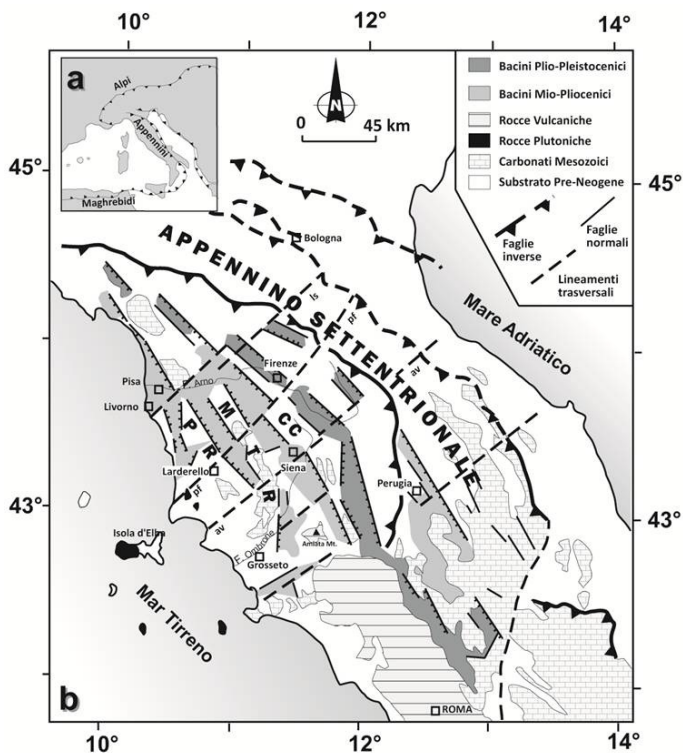 10°
12°
14°
a
Alpi
Appennini
Maghrebidi
N
0
45 km
Bacini Plio-Pleistocenici
Bacini Mio-Pliocenici
Rocce Vulcaniche
Rocce Plutoniche
Carbonati Mesozoici
Substrato Pre-Neogene
Faglie inverse
Faglie normali
Lineamenti trasversali
45°
45°
Bologna
APPENNINO SETTENTRIONALE
Mare Adriatico
ls
pf
av
Firenze
F. Arno
Pisa
Livorno
M T R
P R
CC
Siena
Larderello
pf
Perugia
43°
43°
av
Amiata Mt.
F. Ombrone
Isola d'Elba
Grosseto
Mar Tirreno
b
ROMA
10°
12°
14°